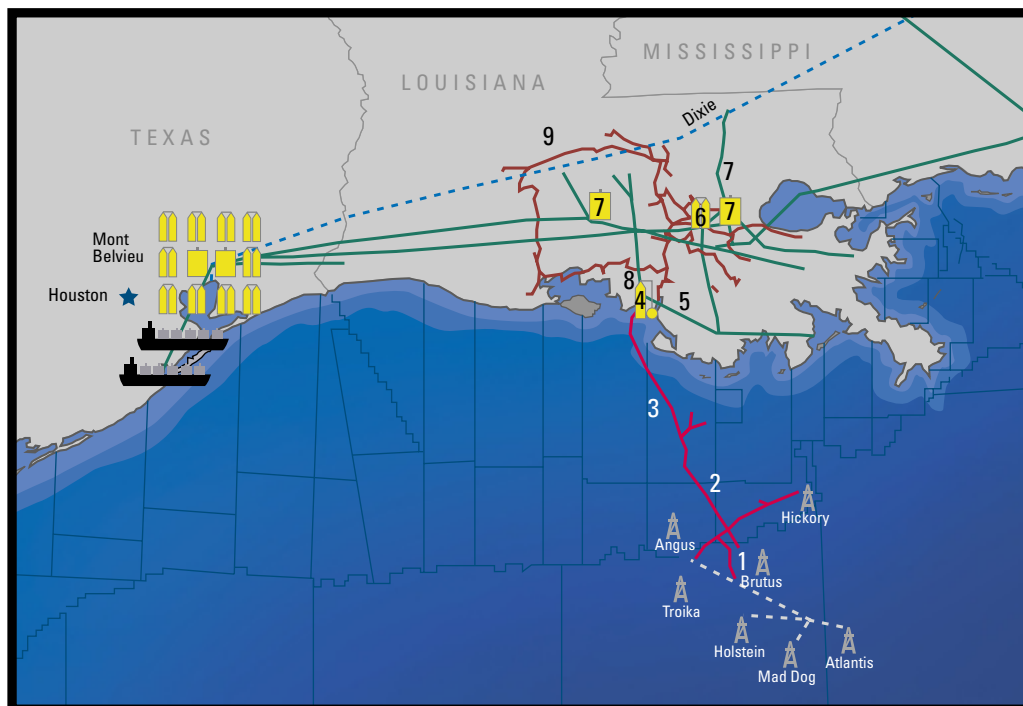 MISSISSIPPI
LOUISIANA
TEXAS
Dixie
9
7
7
6
7
Mont
Belvieu
Houston
8
4
5
3
2
Hickory
Angus
1
Brutus
Troika
Holstein
Mad Dog
Atlantis